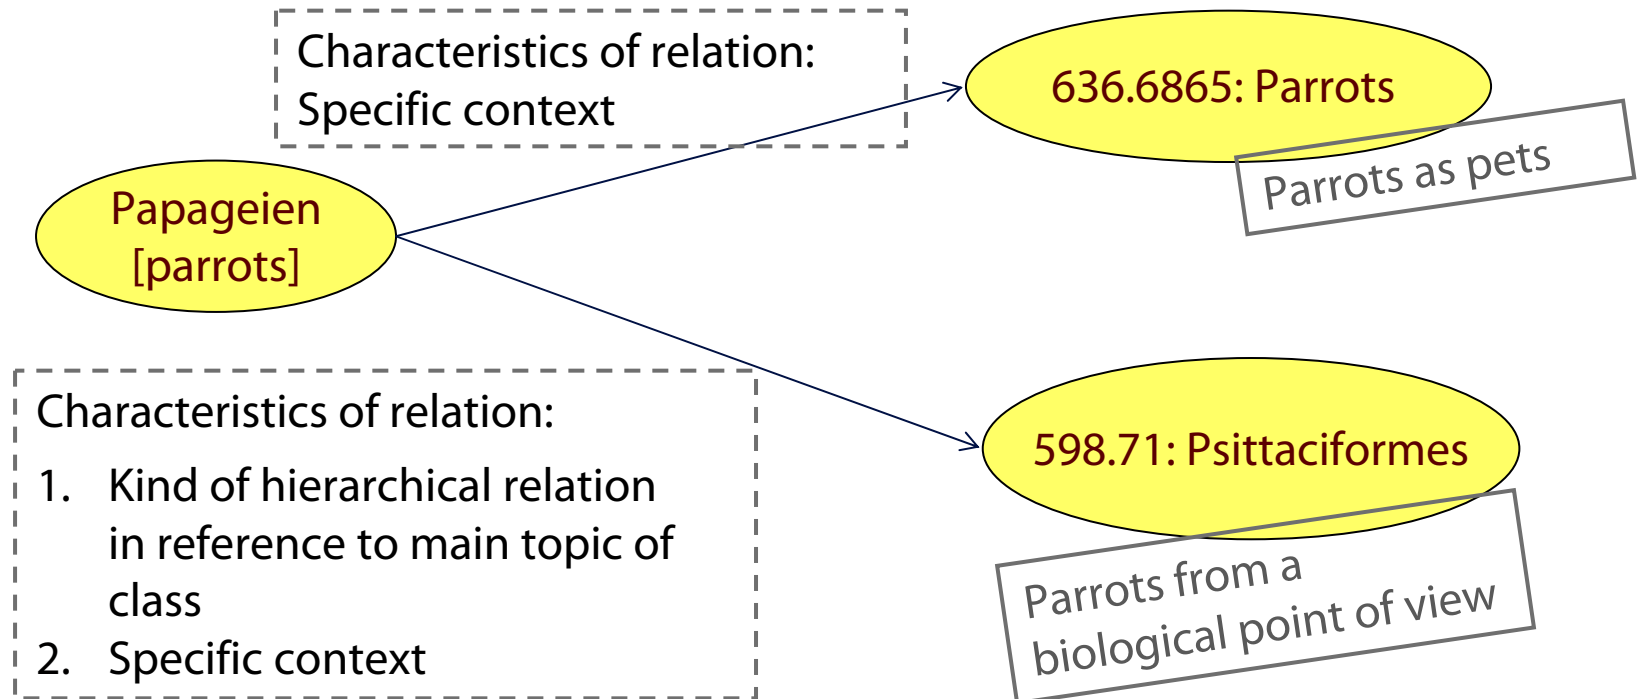 Characteristics of relation:
Specific context
636.6865: Parrots
Parrots as pets
Papageien
[parrots]
Characteristics of relation:
1. Kind of hierarchical relation
in reference to main topic of
class
2. Specific context
598.71: Psittaciformes
Parrots from a
biological point of view